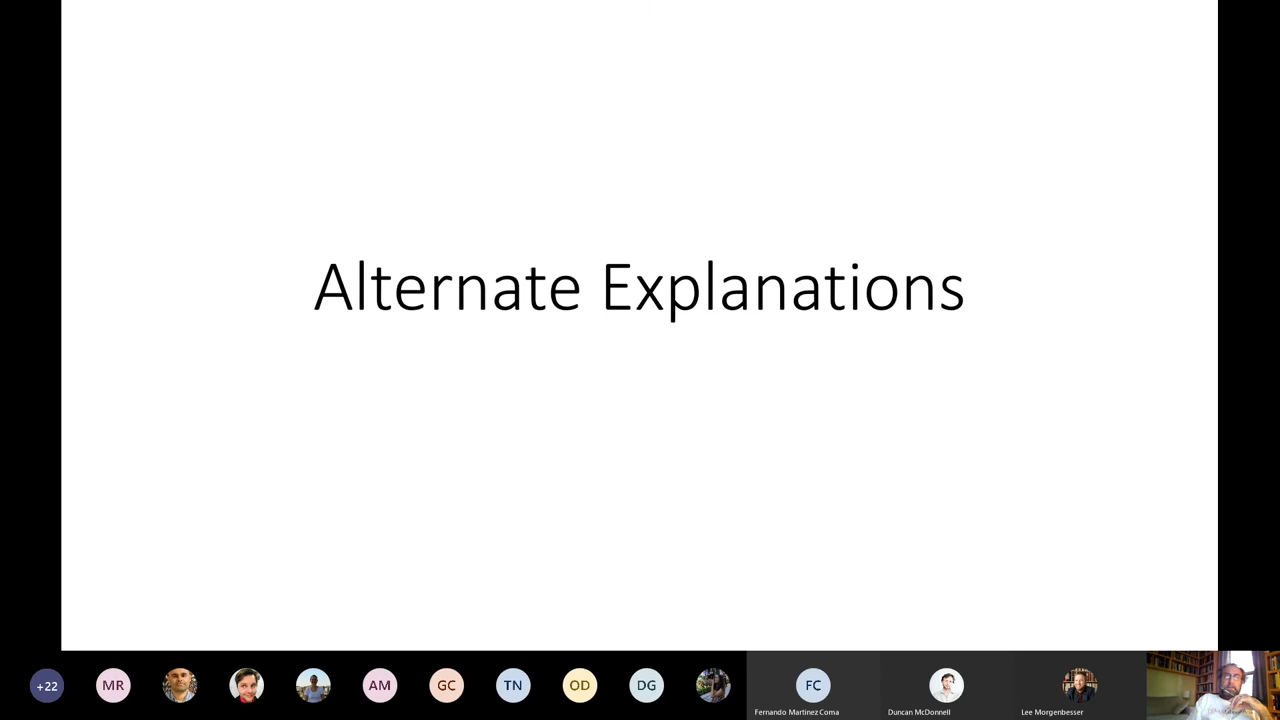 Alternate Explanations
+22
MR
AM
GC
TN
OD
DG
FC
Fernando Martinez Coma
Duncan McDonnell
Lee Morgenbesser